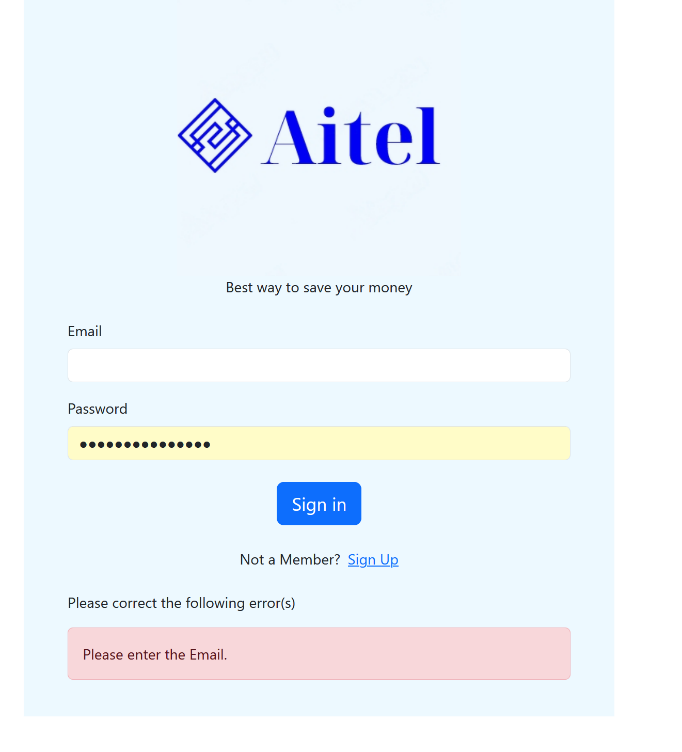 Aitel
Best way to save your money
Email
Password
•••••••••••••••
Sign in
Not a Member? Sign Up
Please correct the following error(s)
Please enter the Email.